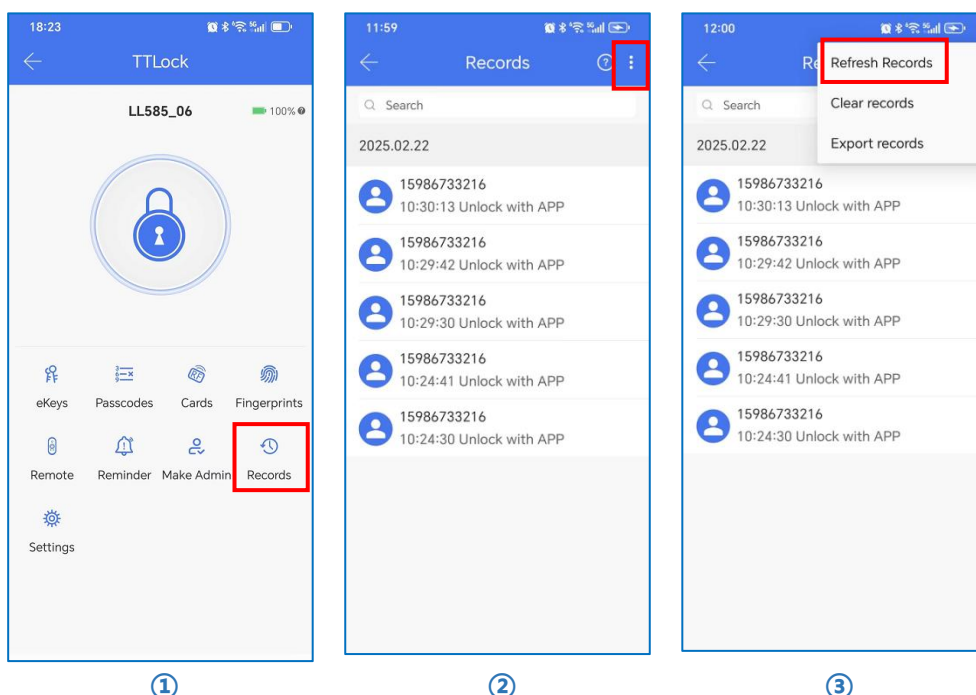 18:23
TTLock
LL585_06
100%
eKeys
Passcodes
Cards
Fingerprints
Remote
Reminder
Make Admin
Records
Settings
①
11:59
Records
Search
2025.02.22
15986733216
10:30:13 Unlock with APP
15986733216
10:29:42 Unlock with APP
15986733216
10:29:30 Unlock with APP
15986733216
10:24:41 Unlock with APP
15986733216
10:24:30 Unlock with APP
②
12:00
Re
Refresh Records
Clear records
Export records
Search
2025.02.22
15986733216
10:30:13 Unlock with APP
15986733216
10:29:42 Unlock with APP
15986733216
10:29:30 Unlock with APP
15986733216
10:24:41 Unlock with APP
15986733216
10:24:30 Unlock with APP
③